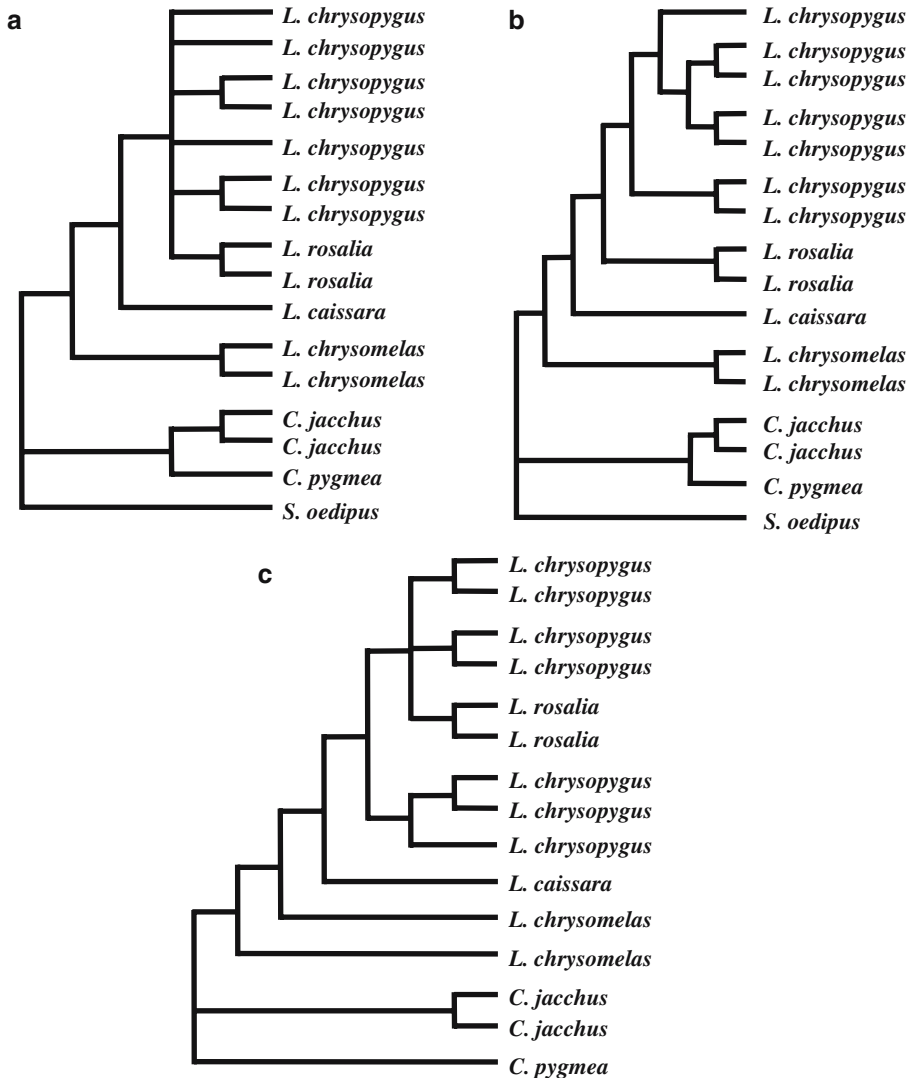 a
L. chrysopygus
L. chrysopygus
L. chrysopygus
L. chrysopygus
L. chrysopygus
L. chrysopygus
L. chrysopygus
L. rosalia
L. rosalia
L. caissara
L. chrysomelas
L. chrysomelas
C. jacchus
C. jacchus
C. pygmea
S. oedipus
b
L. chrysopygus
L. chrysopygus
L. chrysopygus
L. chrysopygus
L. chrysopygus
L. chrysopygus
L. chrysopygus
L. rosalia
L. rosalia
L. caissara
L. chrysomelas
L. chrysomelas
C. jacchus
C. jacchus
C. pygmea
S. oedipus
c
L. chrysopygus
L. chrysopygus
L. chrysopygus
L. chrysopygus
L. rosalia
L. rosalia
L. chrysopygus
L. chrysopygus
L. chrysopygus
L. caissara
L. chrysomelas
L. chrysomelas
C. jacchus
C. jacchus
C. pygmea